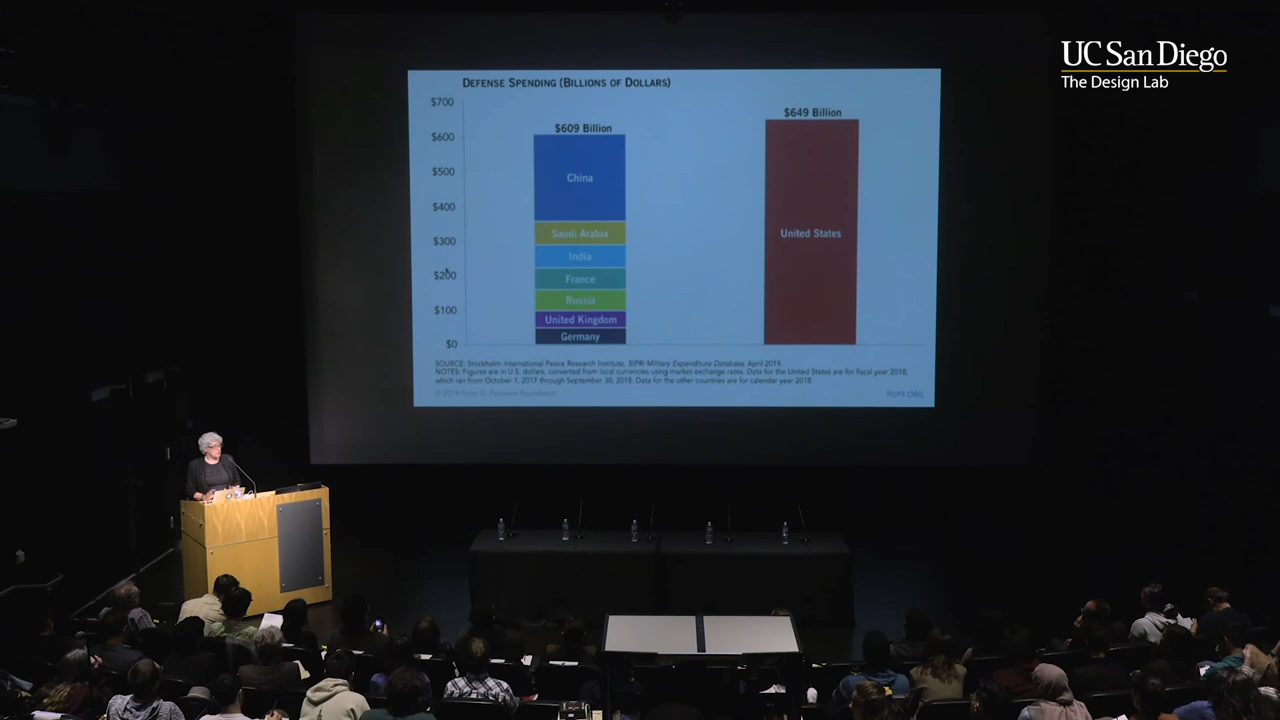 UC San Diego
The Design Lab
DEFENSE SPENDING (BILLIONS OF DOLLARS)
$700
$600
$500
$400
$300
$200
$100
$0
$609 Billion
China
Saudi Arabia
India
France
Russia
United Kingdom
Germany
$649 Billion
United States
SOURCE: Stockholm International Peace Research Institute, SIPRI Military Expenditure Database, April 2019.
NOTES: Figures are in U.S. dollars, converted from local currencies using market exchange rates. Data for the United States are for fiscal year 2018,
which ran from October 1, 2017 through September 30, 2018. Data for the other countries are for calendar year 2018.
© 2019 Peter G. Peterson Foundation
PGPF.ORG